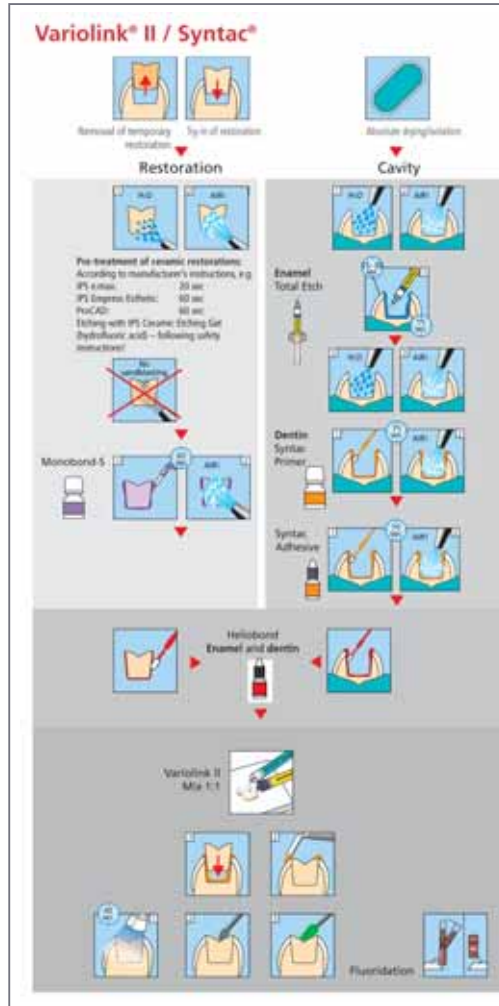 Variolink® II / Syntac®
Removal of temporary
restoration
Try-in of restoration
Absolute drying/isolation
Restoration
Cavity
H₂O
AIR!
H₂O
AIR!
Pre-treatment of ceramic restorations:
According to manufacturer's instructions, e.g.
IPS e.max: 20 sec
IPS Empress Esthetic: 60 sec
ProCAD: 60 sec
Etching with IPS Ceramic Etching Gel
(hydrofluoric acid) – following safety
instructions!
Enamel
Total Etch
No
sandblasting
H₂O
AIR!
Monobond-S
AIR!
Dentin
Syntac
Primer
AIR!
Syntac
Adhesive
AIR!
Heliobond
Enamel and dentin
Variolink II
Mix 1:1
Fluoridation